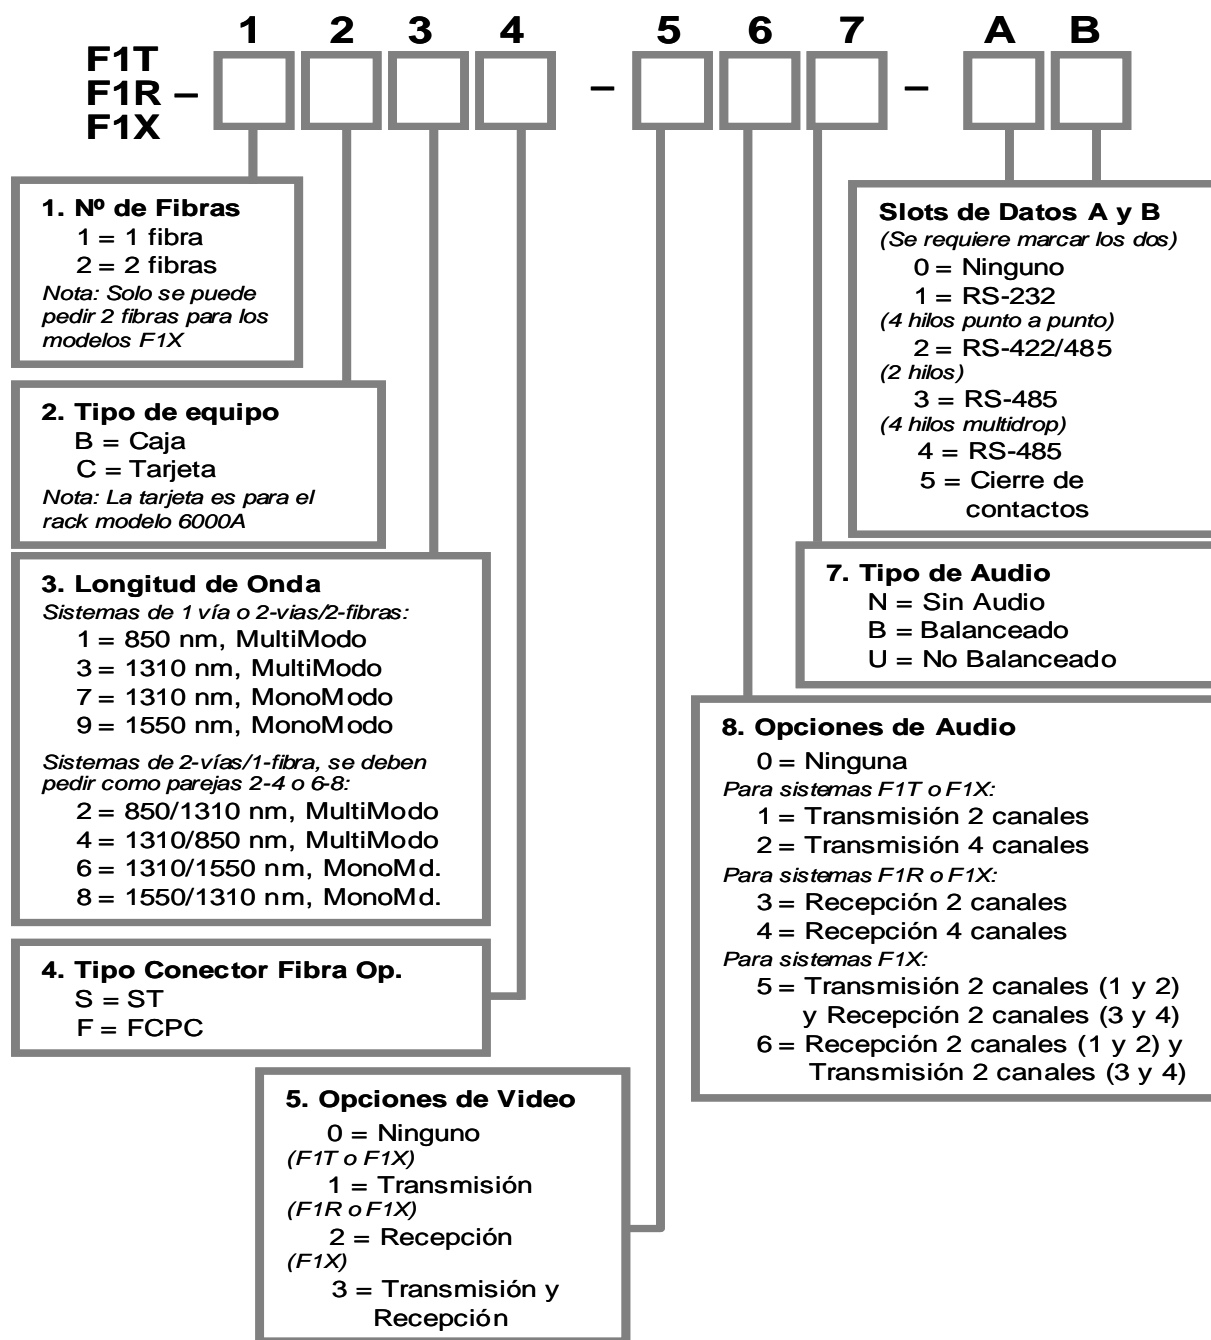 1 2 3 4 5 6 7 A B
F1T
F1R –
F1X
– –
1. Nº de Fibras
1 = 1 fibra
2 = 2 fibras
Nota: Solo se puede
pedir 2 fibras para los
modelos F1X
2. Tipo de equipo
B = Caja
C = Tarjeta
Nota: La tarjeta es para el
rack modelo 6000A
3. Longitud de Onda
Sistemas de 1 vía o 2-vias/2-fibras:
1 = 850 nm, MultiModo
3 = 1310 nm, MultiModo
7 = 1310 nm, MonoModo
9 = 1550 nm, MonoModo
Sistemas de 2-vías/1-fibra, se deben
pedir como parejas 2-4 o 6-8:
2 = 850/1310 nm, MultiModo
4 = 1310/850 nm, MultiModo
6 = 1310/1550 nm, MonoMd.
8 = 1550/1310 nm, MonoMd.
4. Tipo Conector Fibra Op.
S = ST
F = FCPC
5. Opciones de Video
0 = Ninguno
(F1T o F1X)
1 = Transmisión
(F1R o F1X)
2 = Recepción
(F1X)
3 = Transmisión y
Recepción
Slots de Datos A y B
(Se requiere marcar los dos)
0 = Ninguno
1 = RS-232
(4 hilos punto a punto)
2 = RS-422/485
(2 hilos)
3 = RS-485
(4 hilos multidrop)
4 = RS-485
5 = Cierre de
contactos
7. Tipo de Audio
N = Sin Audio
B = Balanceado
U = No Balanceado
8. Opciones de Audio
0 = Ninguna
Para sistemas F1T o F1X:
1 = Transmisión 2 canales
2 = Transmisión 4 canales
Para sistemas F1R o F1X:
3 = Recepción 2 canales
4 = Recepción 4 canales
Para sistemas F1X:
5 = Transmisión 2 canales (1 y 2)
y Recepción 2 canales (3 y 4)
6 = Recepción 2 canales (1 y 2) y
Transmisión 2 canales (3 y 4)